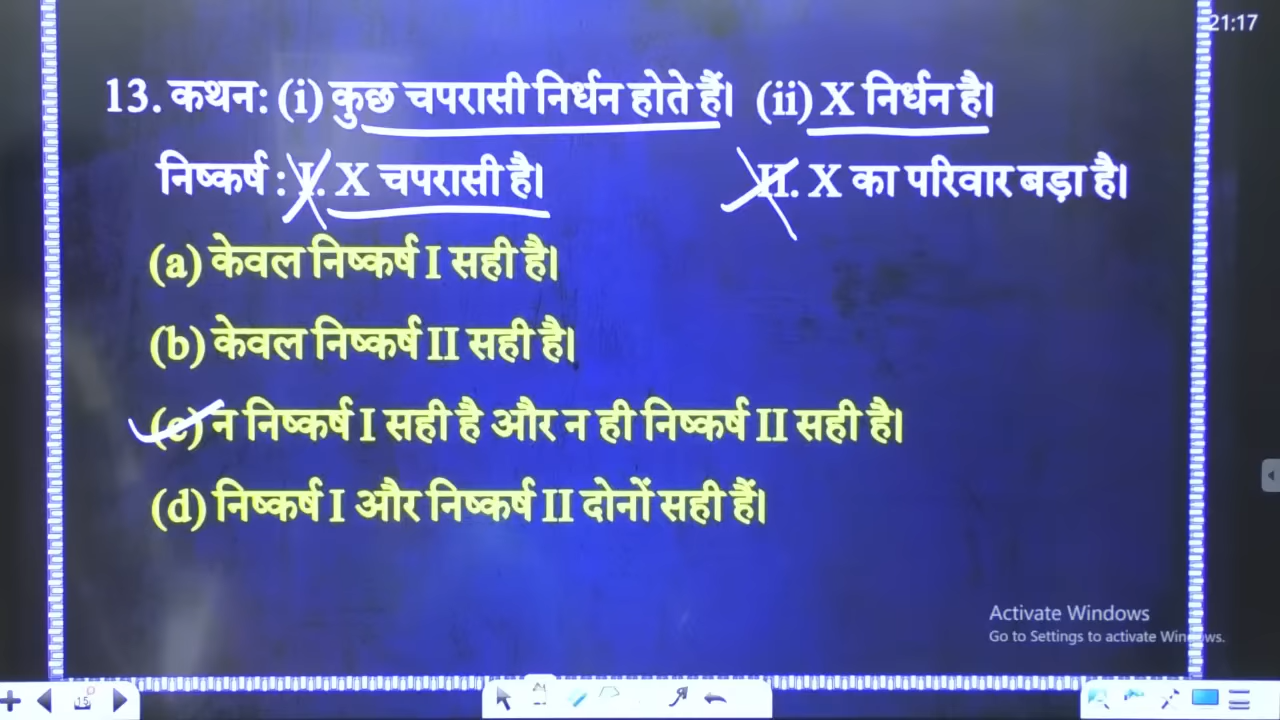 21:17
13. कथन: (i) कुछ चपरासी निर्धन होते हैं। (ii) X निर्धन है।
निष्कर्ष : I. X चपरासी है। II. X का परिवार बड़ा है।
(a) केवल निष्कर्ष I सही है।
(b) केवल निष्कर्ष II सही है।
(c) न निष्कर्ष I सही है और न ही निष्कर्ष II सही है।
(d) निष्कर्ष I और निष्कर्ष II दोनों सही हैं।
Activate Windows
Go to Settings to activate Windows.
15